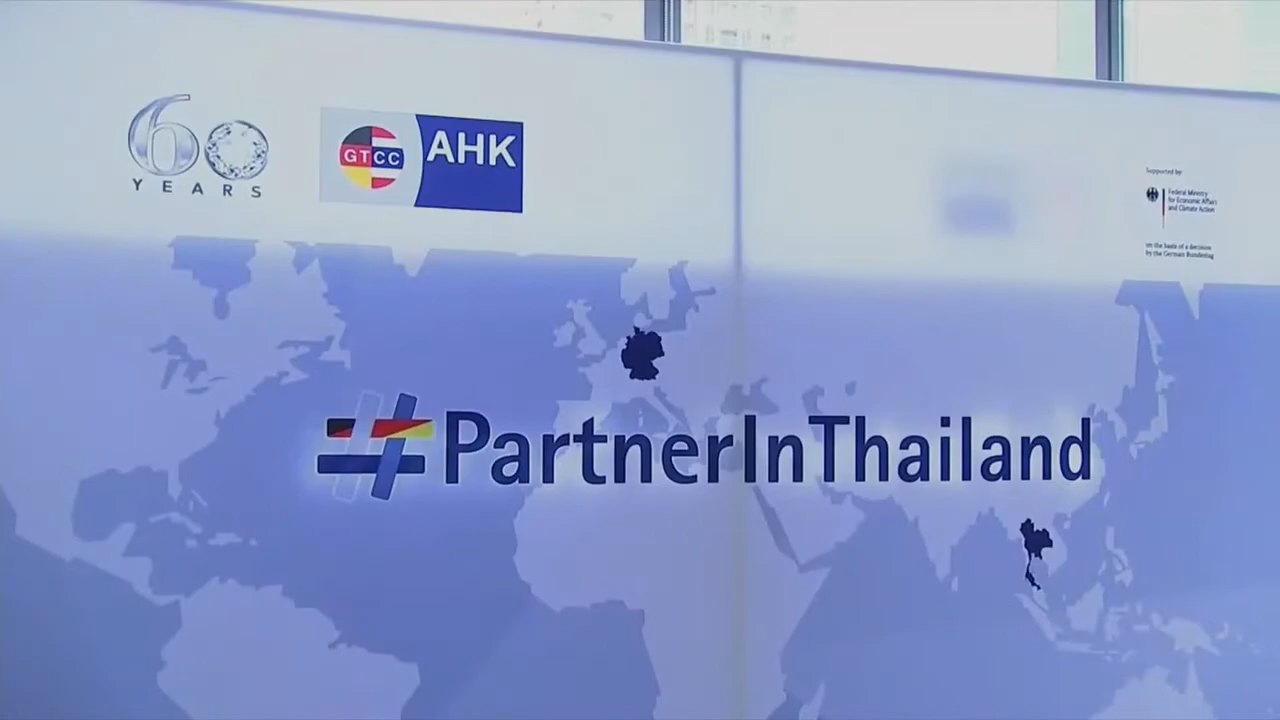 60
YEARS
GTCC
AHK
Supported by
Federal Ministry
for Economic Affairs
and Climate Action
on the basis of a decision
by the German Bundestag
#PartnerInThailand